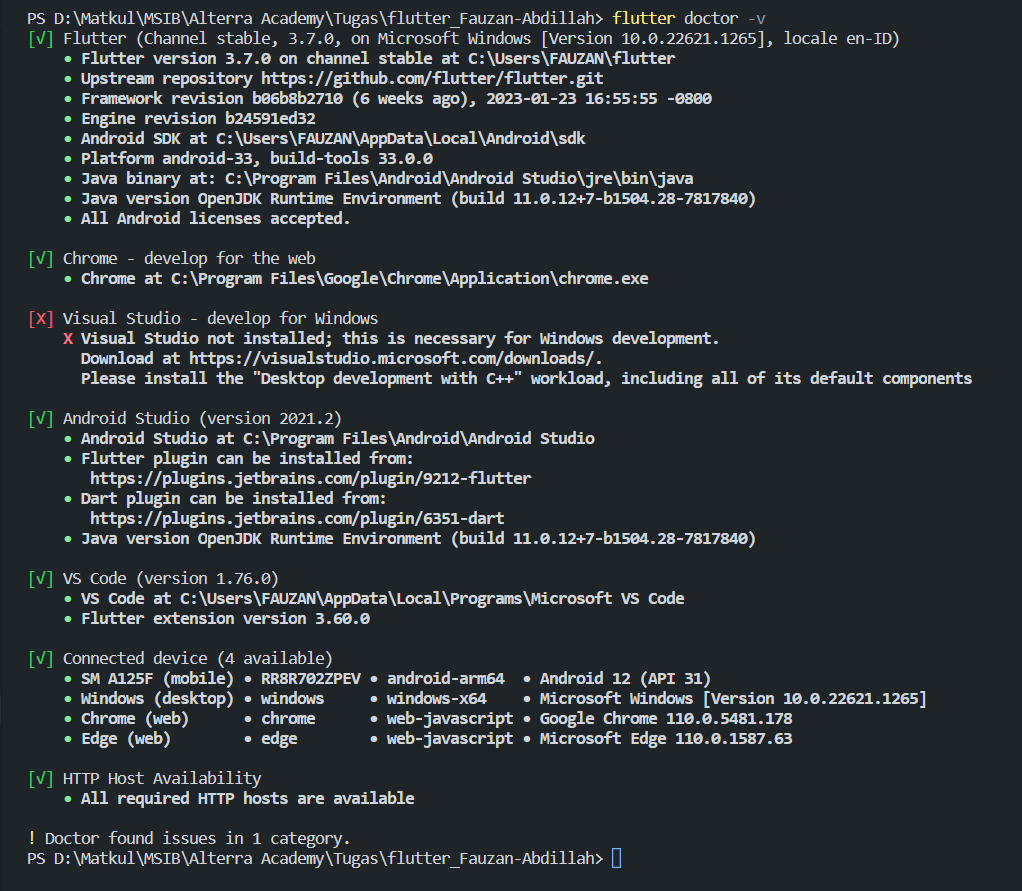 PS D:\Matkul\MSIB\Alterra Academy\Tugas\flutter_Fauzan-Abdillah> flutter doctor -v
[√] Flutter (Channel stable, 3.7.0, on Microsoft Windows [Version 10.0.22621.1265], locale en-ID)
• Flutter version 3.7.0 on channel stable at C:\Users\FAUZAN\flutter
• Upstream repository https://github.com/flutter/flutter.git
• Framework revision b06b8b2710 (6 weeks ago), 2023-01-23 16:55:55 -0800
• Engine revision b24591ed32
• Android SDK at C:\Users\FAUZAN\AppData\Local\Android\sdk
• Platform android-33, build-tools 33.0.0
• Java binary at: C:\Program Files\Android\Android Studio\jre\bin\java
• Java version OpenJDK Runtime Environment (build 11.0.12+7-b1504.28-7817840)
• All Android licenses accepted.

[√] Chrome - develop for the web
• Chrome at C:\Program Files\Google\Chrome\Application\chrome.exe

[X] Visual Studio - develop for Windows
X Visual Studio not installed; this is necessary for Windows development.
Download at https://visualstudio.microsoft.com/downloads/.
Please install the "Desktop development with C++" workload, including all of its default components

[√] Android Studio (version 2021.2)
• Android Studio at C:\Program Files\Android\Android Studio
• Flutter plugin can be installed from:
https://plugins.jetbrains.com/plugin/9212-flutter
• Dart plugin can be installed from:
https://plugins.jetbrains.com/plugin/6351-dart
• Java version OpenJDK Runtime Environment (build 11.0.12+7-b1504.28-7817840)

[√] VS Code (version 1.76.0)
• VS Code at C:\Users\FAUZAN\AppData\Local\Programs\Microsoft VS Code
• Flutter extension version 3.60.0

[√] Connected device (4 available)
• SM A125F (mobile) • RR8R702ZPEV • android-arm64 • Android 12 (API 31)
• Windows (desktop) • windows • windows-x64 • Microsoft Windows [Version 10.0.22621.1265]
• Chrome (web) • chrome • web-javascript • Google Chrome 110.0.5481.178
• Edge (web) • edge • web-javascript • Microsoft Edge 110.0.1587.63

[√] HTTP Host Availability
• All required HTTP hosts are available

! Doctor found issues in 1 category.
PS D:\Matkul\MSIB\Alterra Academy\Tugas\flutter_Fauzan-Abdillah>